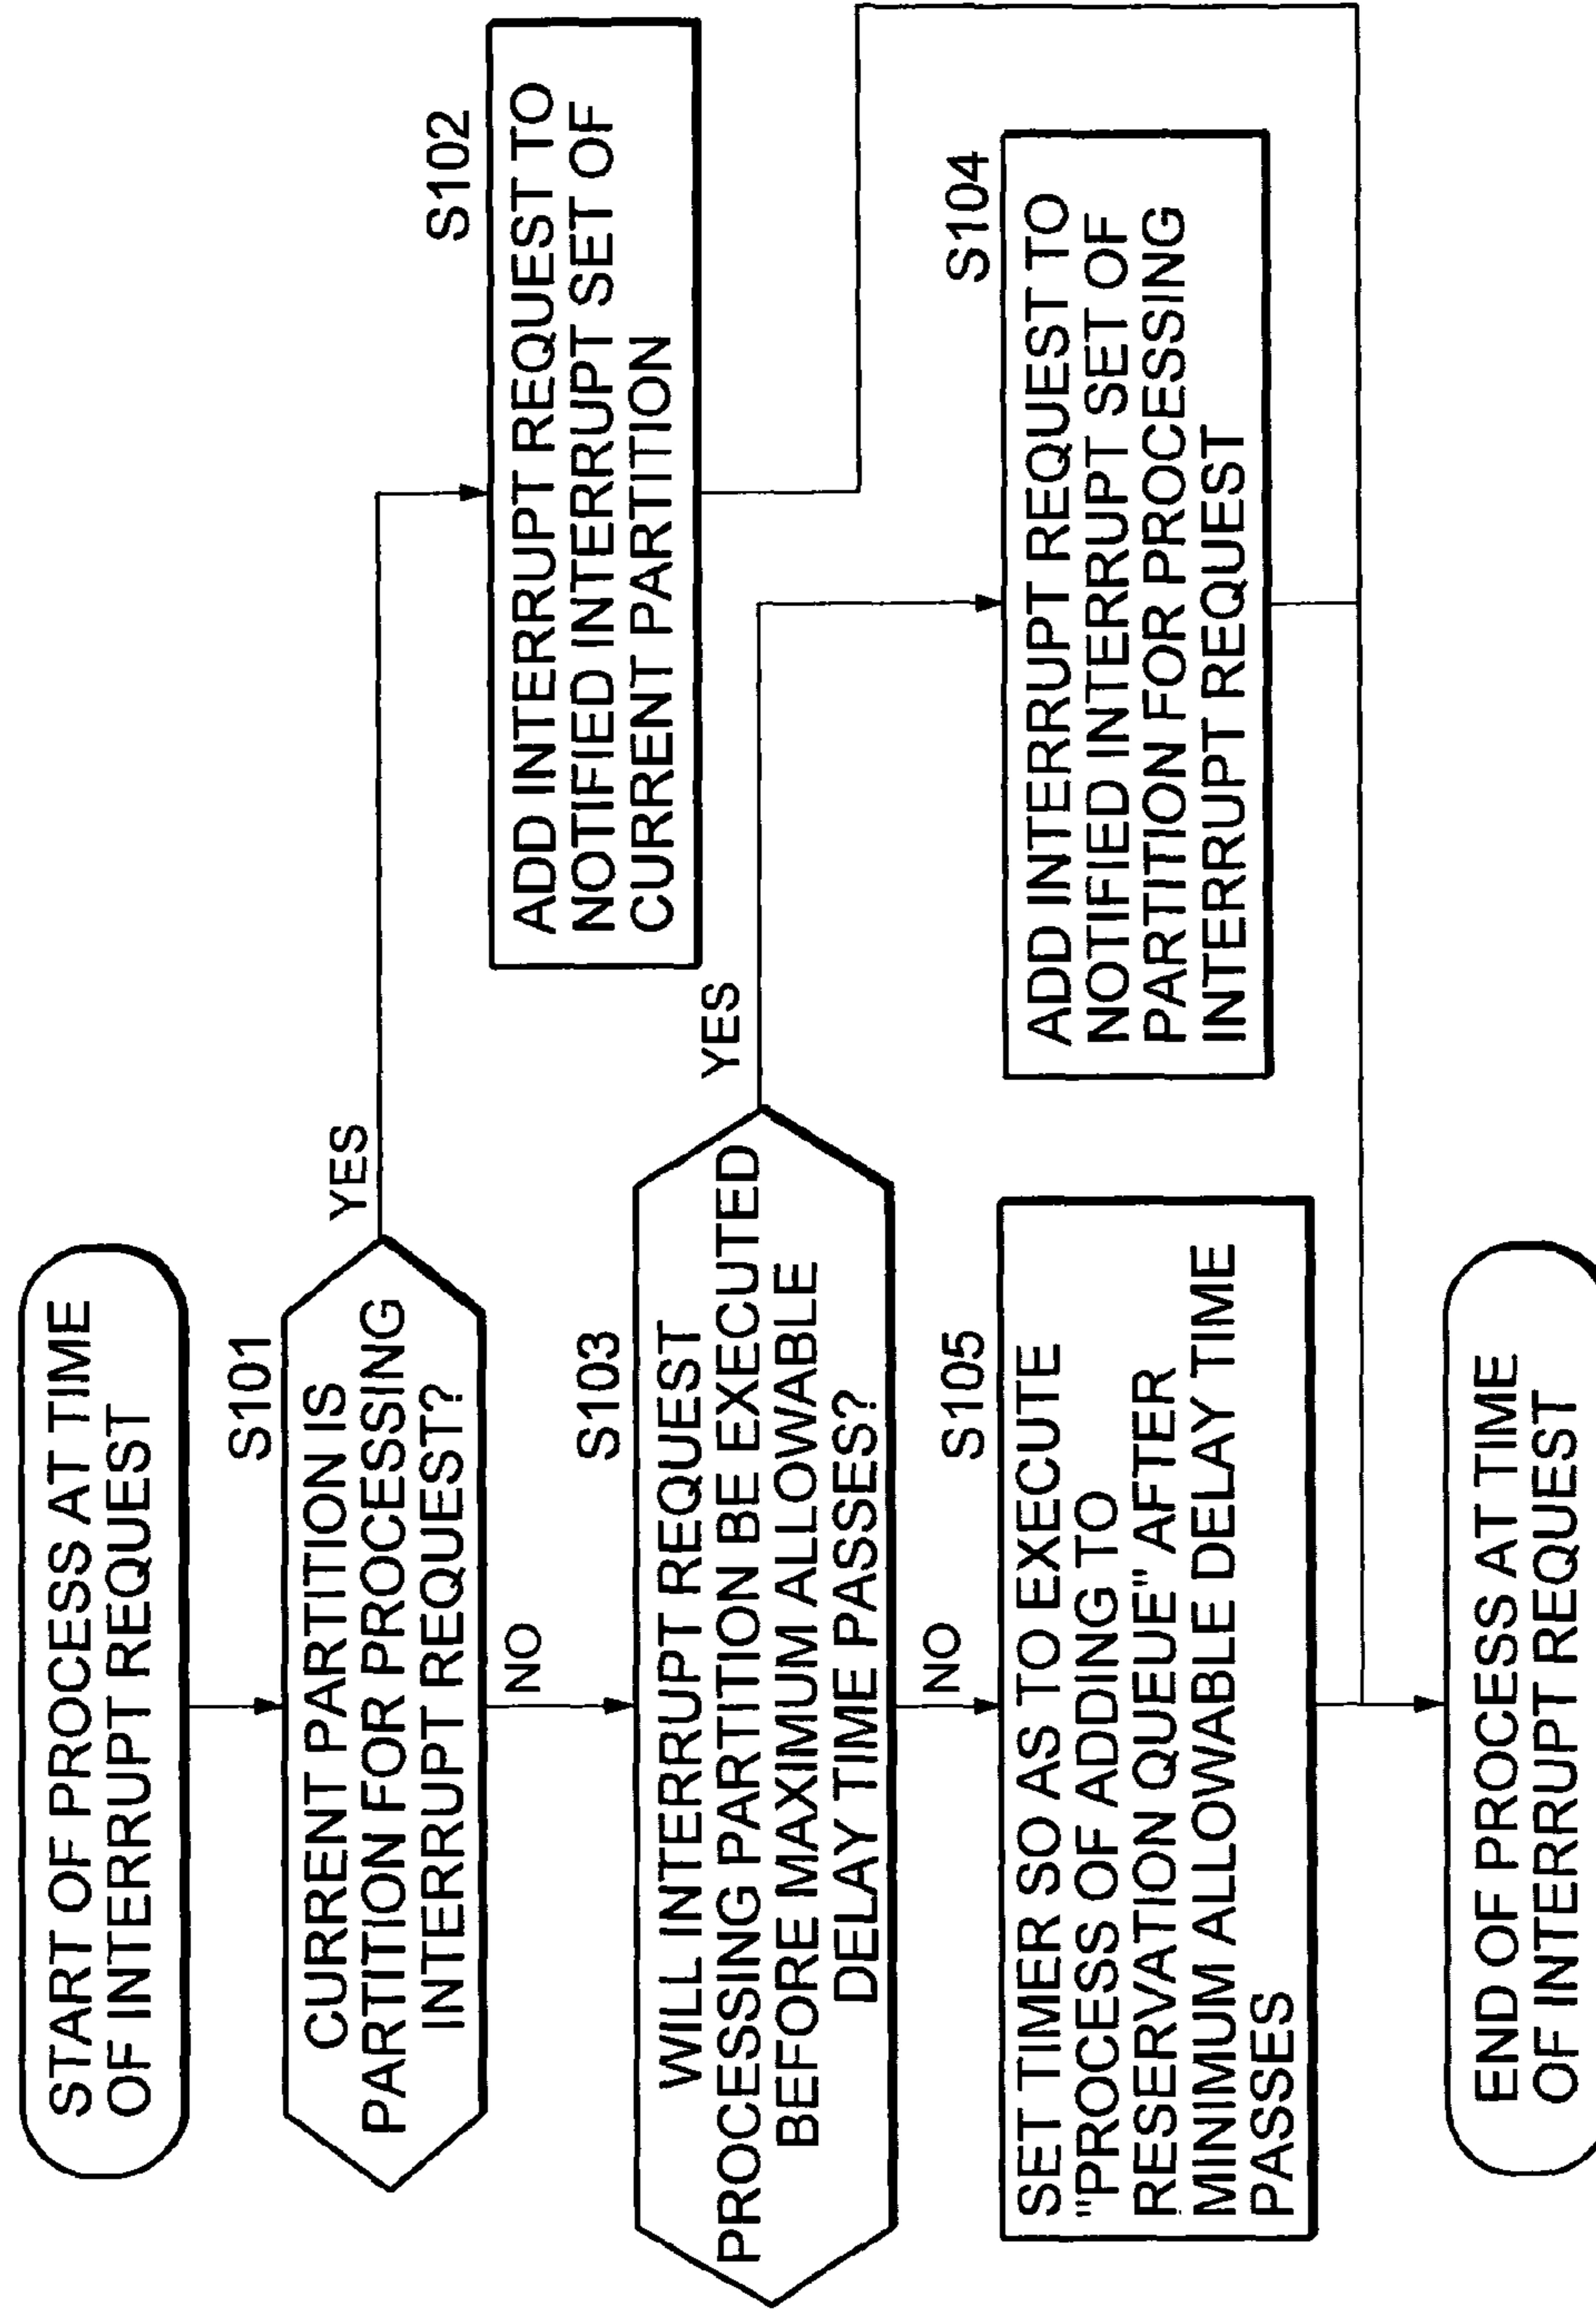 START OF PROCESS AT TIME
OF INTERRUPT REQUEST
S101
CURRENT PARTITION IS
PARTITION FOR PROCESSING
INTERRUPT REQUEST?
YES
NO
S102
ADD INTERRUPT REQUEST TO
NOTIFIED INTERRUPT SET OF
CURRENT PARTITION
S103
WILL INTERRUPT REQUEST
PROCESSING PARTITION BE EXECUTED
BEFORE MAXIMUM ALLOWABLE
DELAY TIME PASSES?
YES
NO
S104
ADD INTERRUPT REQUEST TO
NOTIFIED INTERRUPT SET OF
PARTITION FOR PROCESSING
INTERRUPT REQUEST
S105
SET TIMER SO AS TO EXECUTE
"PROCESS OF ADDING TO
RESERVATION QUEUE" AFTER
MINIMUM ALLOWABLE DELAY TIME
PASSES
END OF PROCESS AT TIME
OF INTERRUPT REQUEST